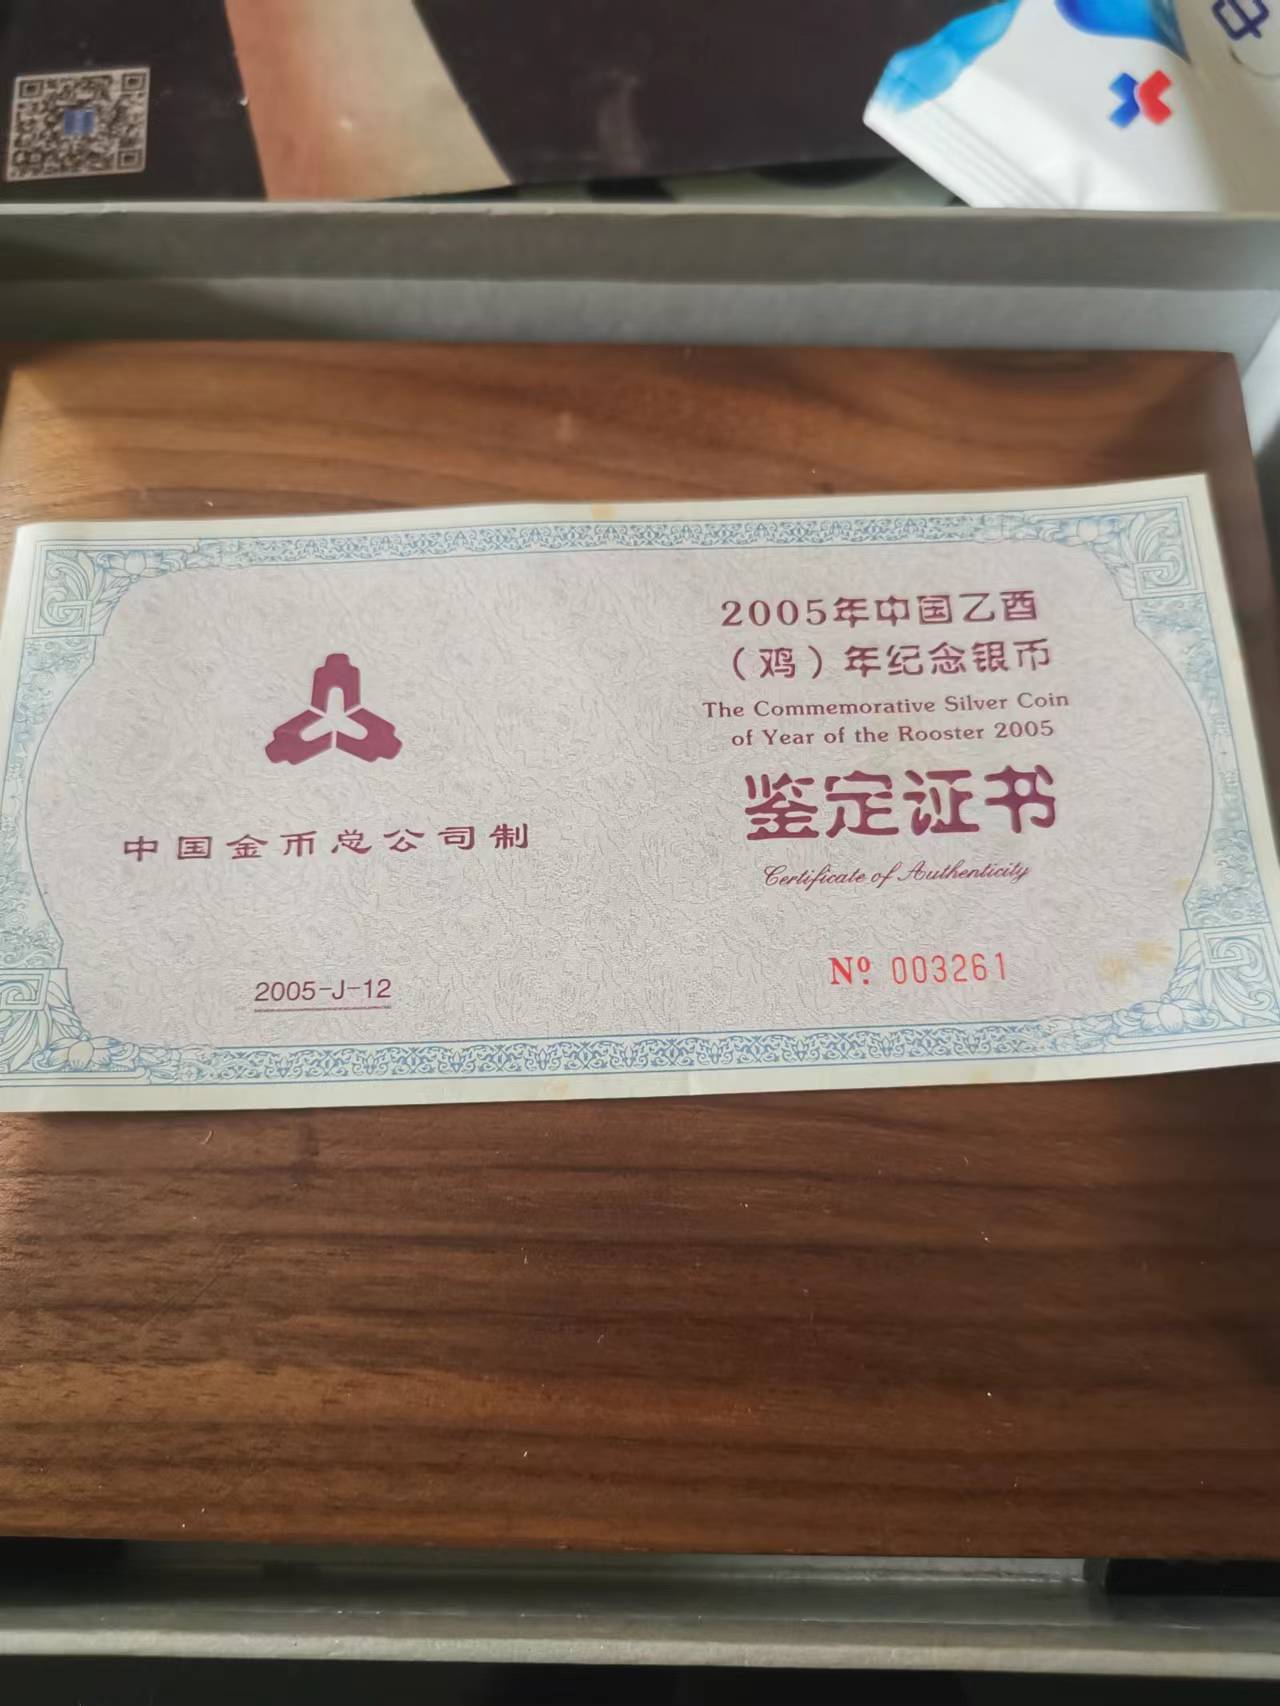 中国金币总公司制
2005-J-12
2005年中国乙酉
（鸡）年纪念银币
The Commemorative Silver Coin
of Year of the Rooster 2005
鉴定证书
Certificate of Authenticity
Nº 003261